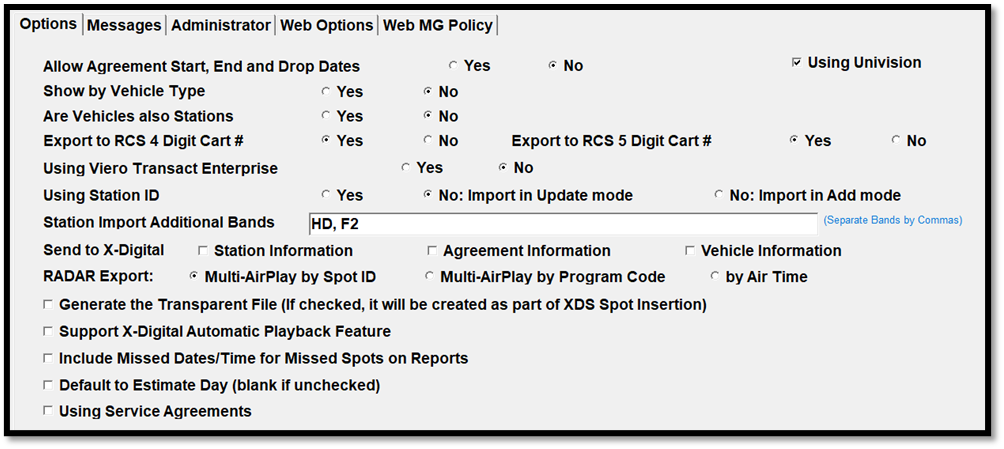 Options Messages Administrator Web Options Web MG Policy
Allow Agreement Start, End and Drop Dates Yes No Using Univision
Show by Vehicle Type Yes No
Are Vehicles also Stations Yes No
Export to RCS 4 Digit Cart # Yes No Export to RCS 5 Digit Cart # Yes No
Using Viero Transact Enterprise Yes No
Using Station ID Yes No: Import in Update mode No: Import in Add mode
Station Import Additional Bands HD, F2 (Separate Bands by Commas)
Send to X-Digital Station Information Agreement Information Vehicle Information
RADAR Export: Multi-AirPlay by Spot ID Multi-AirPlay by Program Code by Air Time
Generate the Transparent File (If checked, it will be created as part of XDS Spot Insertion)
Support X-Digital Automatic Playback Feature
Include Missed Dates/Time for Missed Spots on Reports
Default to Estimate Day (blank if unchecked)
Using Service Agreements